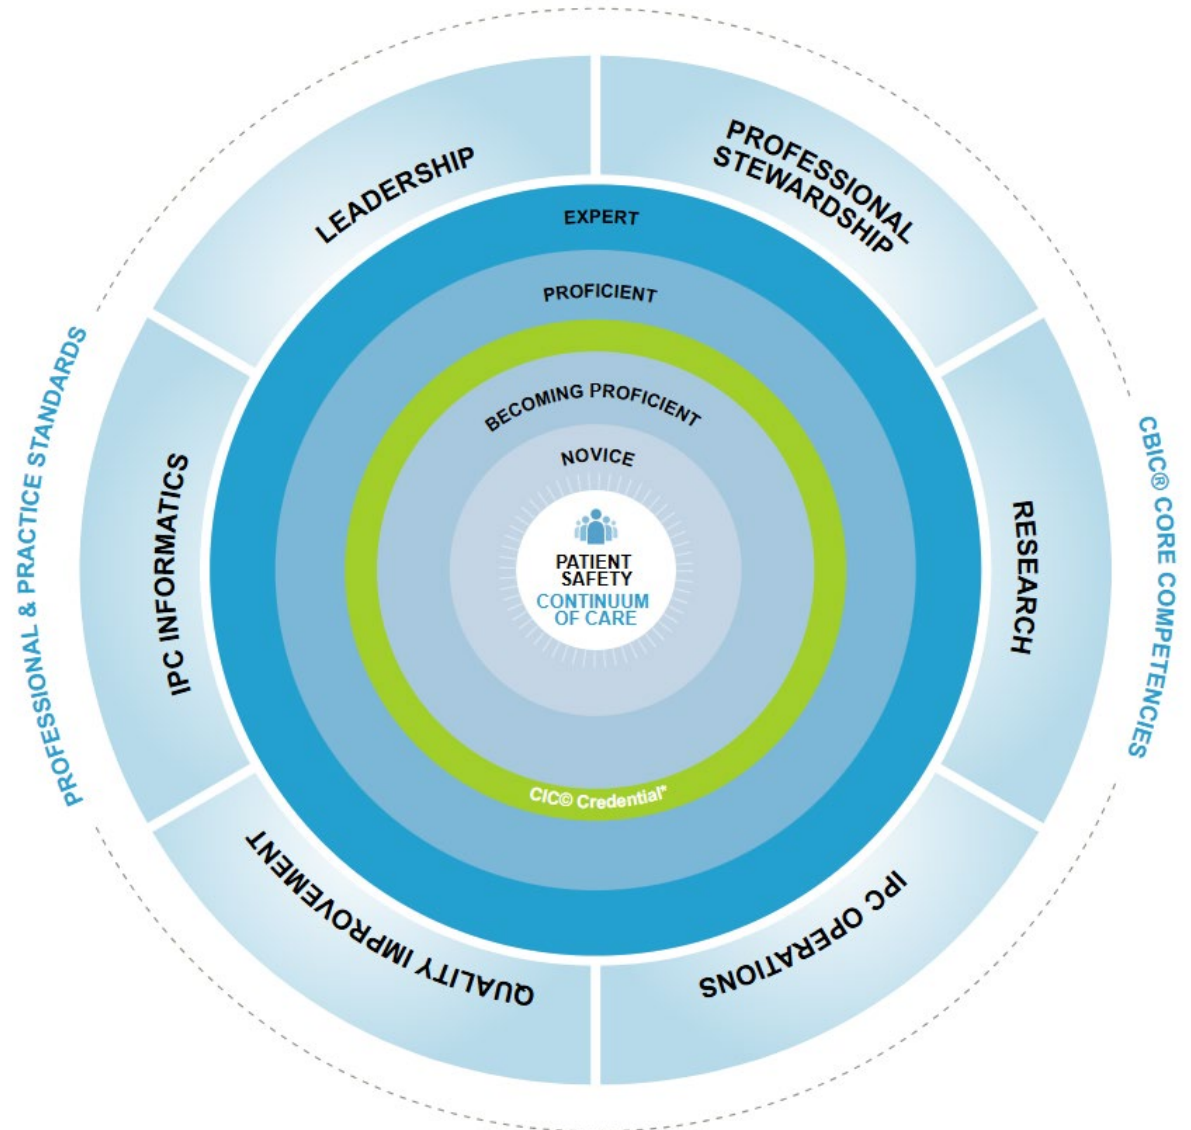 LEADERSHIP
PROFESSIONAL
STEWARDSHIP
EXPERT
PROFICIENT
BECOMING PROFICIENT
NOVICE
PATIENT
SAFETY
CONTINUUM
OF CARE
CIC© Credential*
PROFESSIONAL & PRACTICE STANDARDS
IPC INFORMATICS
RESEARCH
CBIC® CORE COMPETENCIES
QUALITY IMPROVEMENT
IPC OPERATIONS